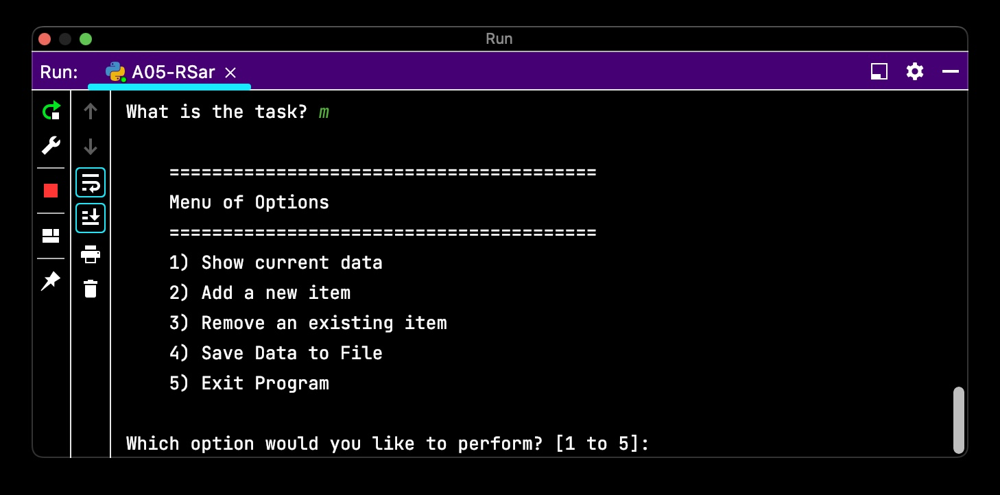 Run
Run: A05-RSar
What is the task? m
========================================
Menu of Options
========================================
1) Show current data
2) Add a new item
3) Remove an existing item
4) Save Data to File
5) Exit Program
Which option would you like to perform? [1 to 5]: